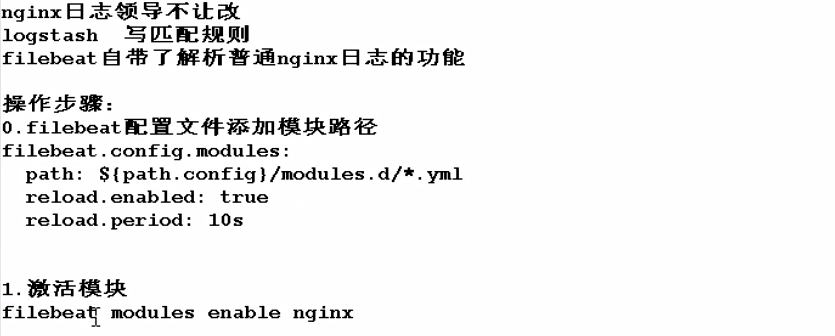 nginx日志领导不让改
logstash  写匹配规则
filebeat自带了解析普通nginx日志的功能
操作步骤：
0.filebeat配置文件添加模块路径
filebeat.config.modules:
  path: ${path.config}/modules.d/*.yml
  reload.enabled: true
  reload.period: 10s
1.激活模块
filebeat modules enable nginx